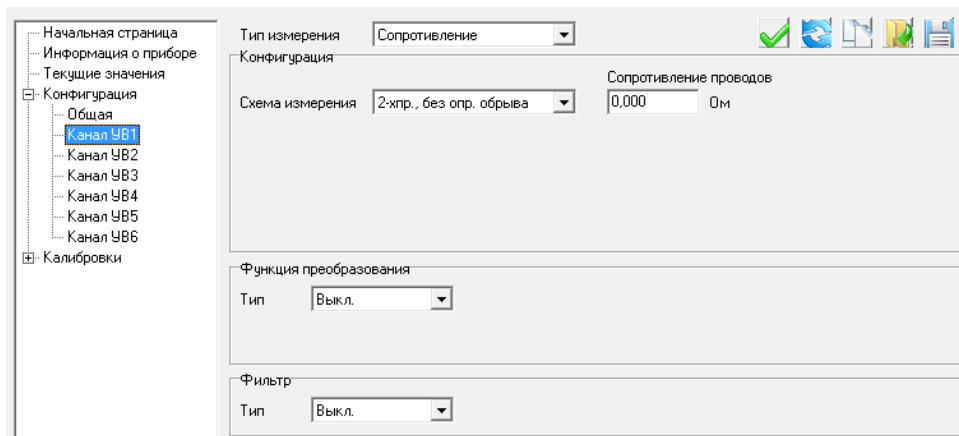 Начальная страница
Информация о приборе
Текущие значения
Конфигурация
Общая
Канал УВ1
Канал УВ2
Канал УВ3
Канал УВ4
Канал УВ5
Канал УВ6
Калибровки
Тип измерения Сопротивление
Конфигурация
Сопротивление проводов
Схема измерения 2-хпр., без опр. обрыва 0,000 Ом
Функция преобразования
Тип Выкл.
Фильтр
Тип Выкл.